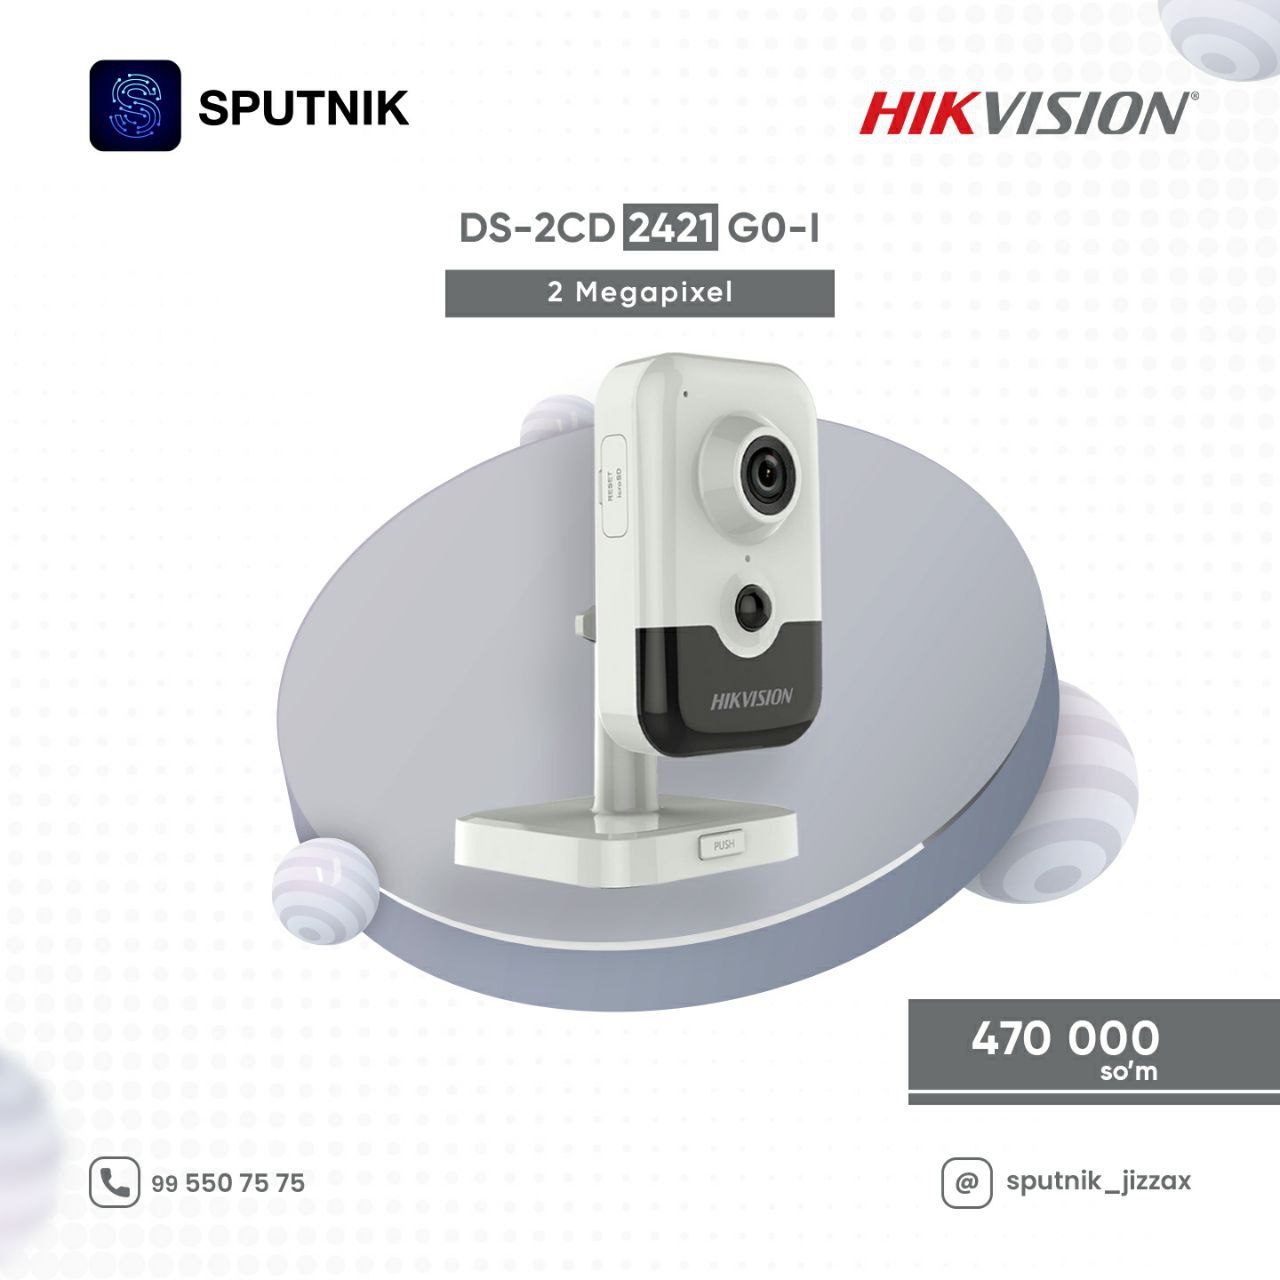 SPUTNIK
HIKVISION®
DS-2CD 2421 G0-I
2 Megapixel
RESET
HIKVISION
PUSH
470 000
so'm
99 550 75 75
@ sputnik_jizzax